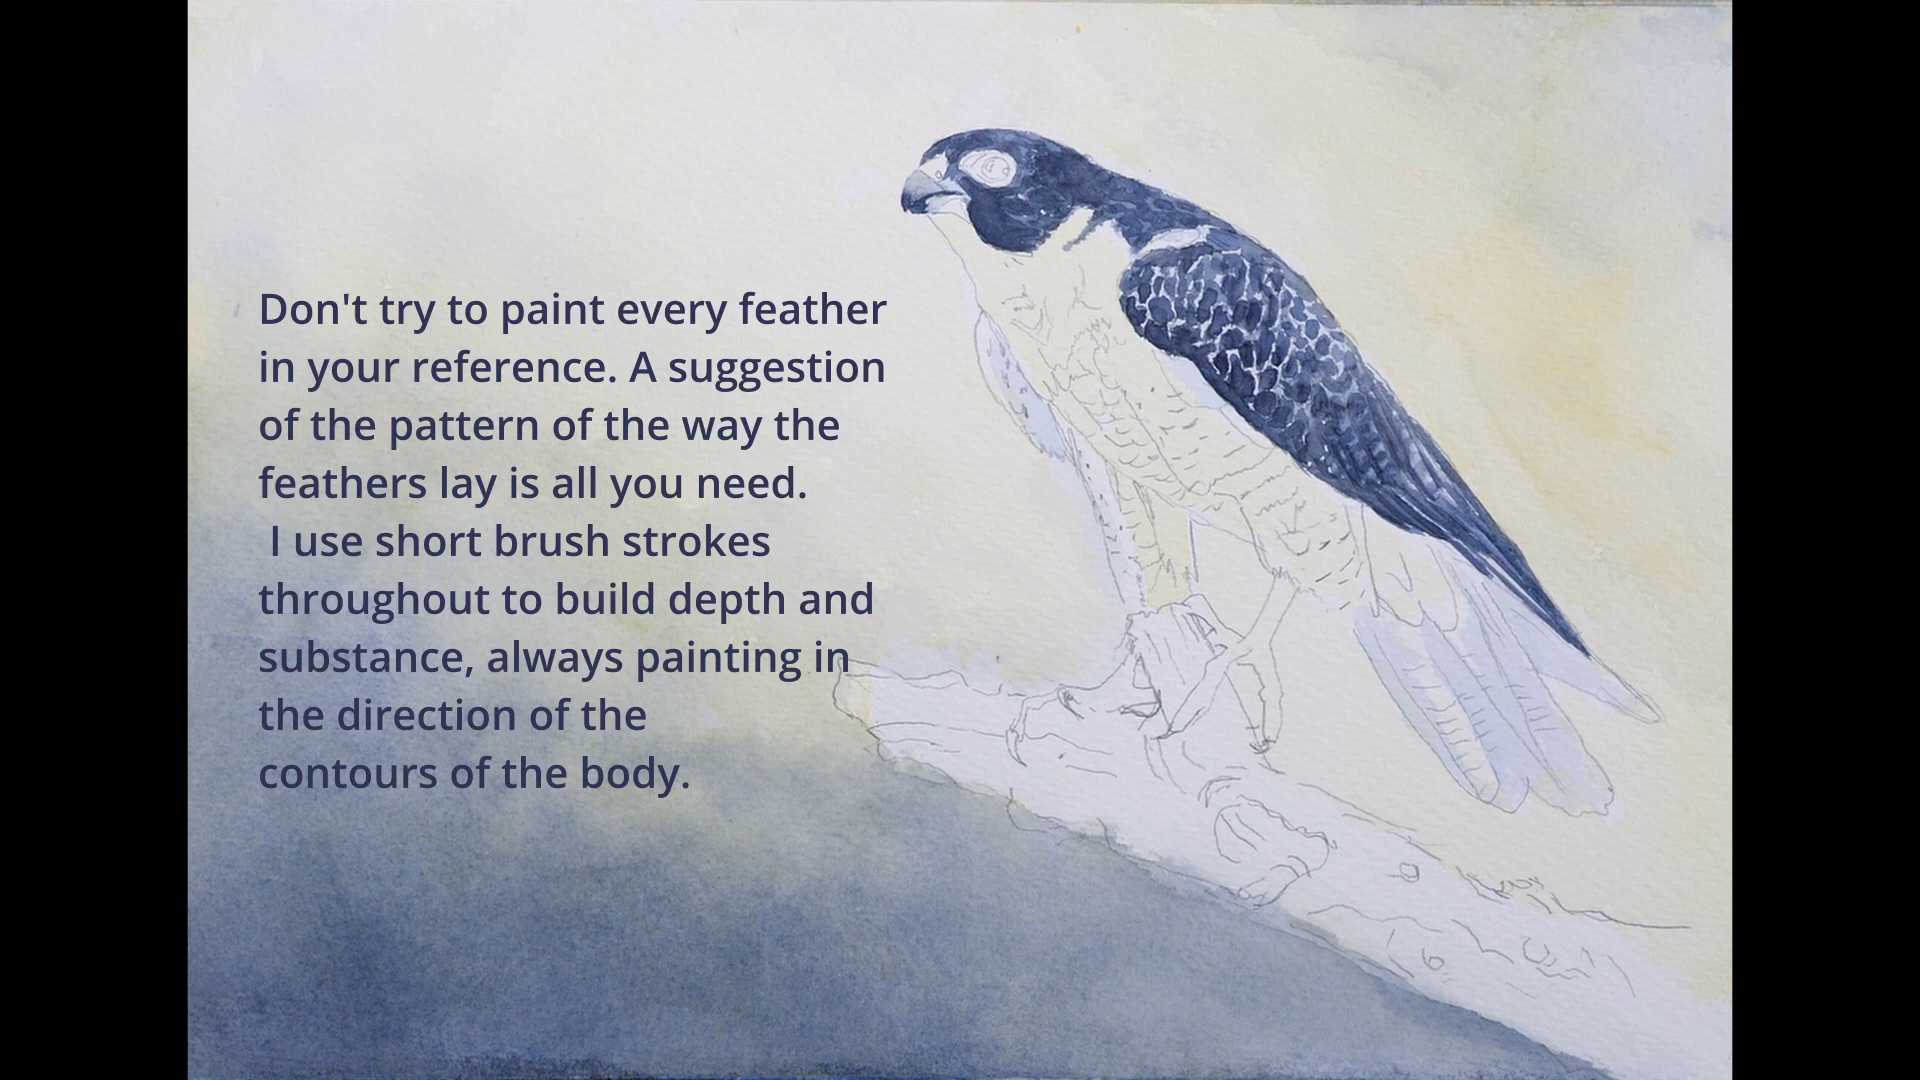 Don't try to paint every feather
in your reference. A suggestion
of the pattern of the way the
feathers lay is all you need.
I use short brush strokes
throughout to build depth and
substance, always painting in
the direction of the
contours of the body.